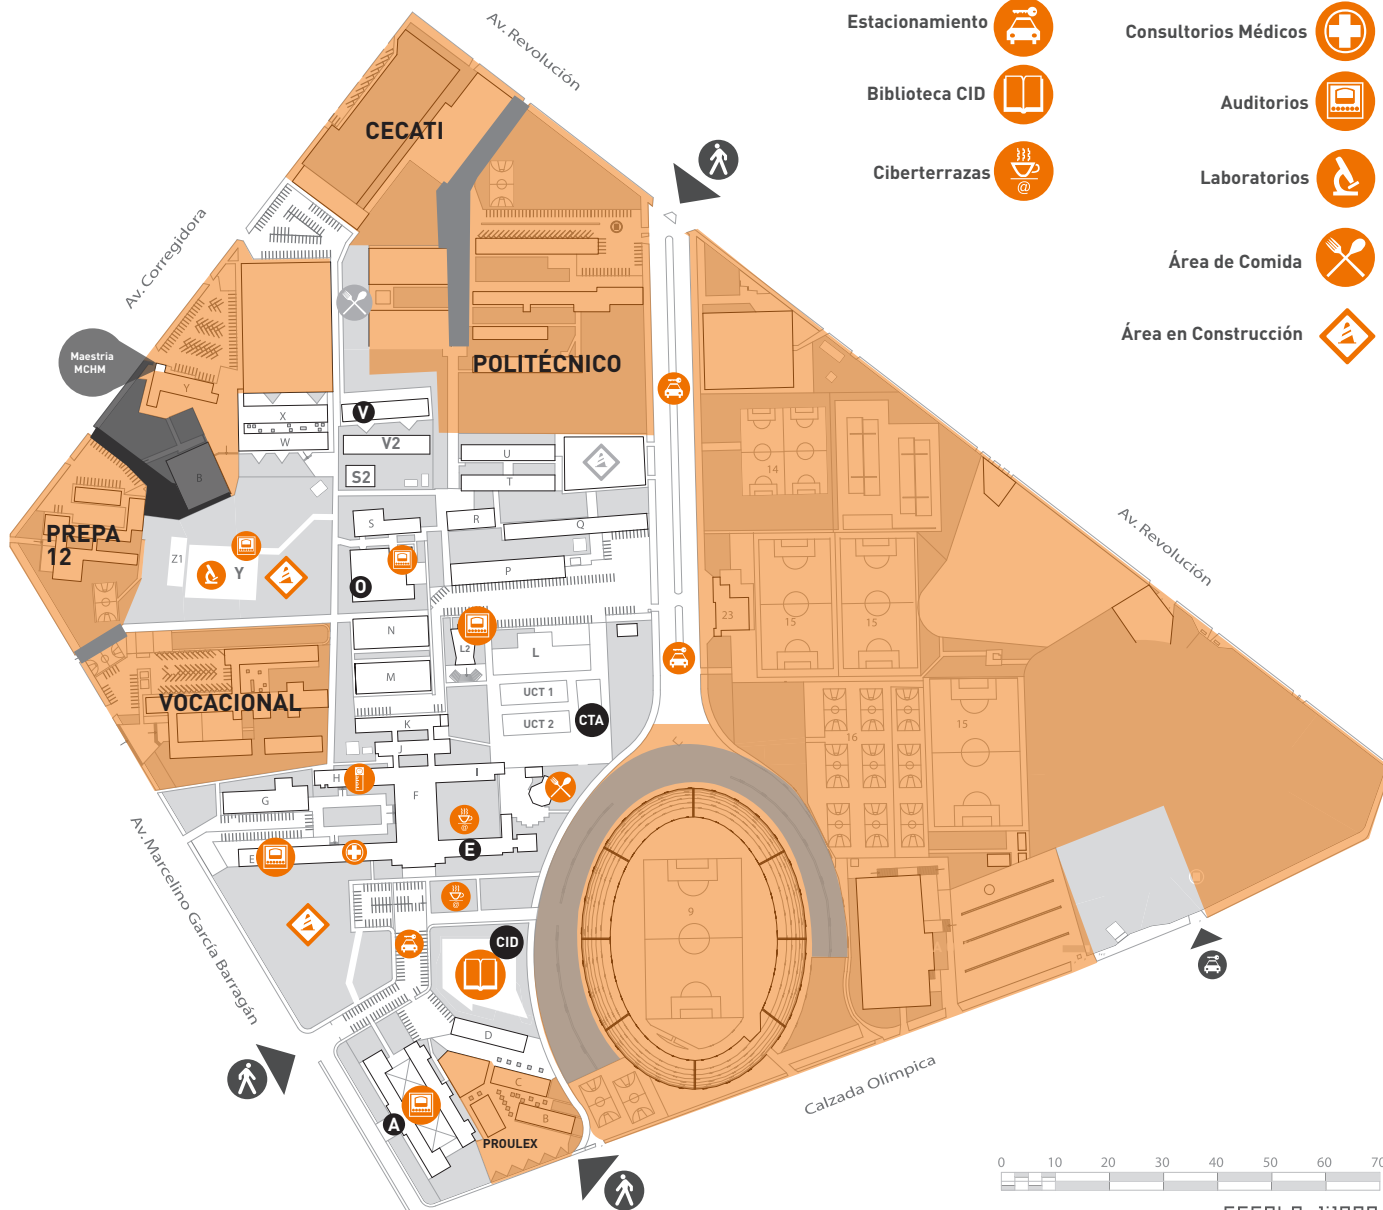 Estacionamiento
Consultorios Médicos
Biblioteca CID
Auditorios
Ciberterrazas
@
Laboratorios
Área de Comida
Área en Construcción
Av. Revolución
CECATI
Av. Corregidora
Maestria
MCHM
POLITÉCNICO
Y
X
W
V
V2
S2
U
T
B
S
R
Q
PREPA
12
Z1
Y
O
P
N
M
L2
L
UCT 1
UCT 2
CTA
K
J
VOCACIONAL
H
I
G
F
@
E
E
@
CID
D
C
B
A
PROULEX
14
15
15
23
16
15
9
Av. Revolución
Av. Marcelino García Barragán
Calzada Olímpica
0 10 20 30 40 50 60 70